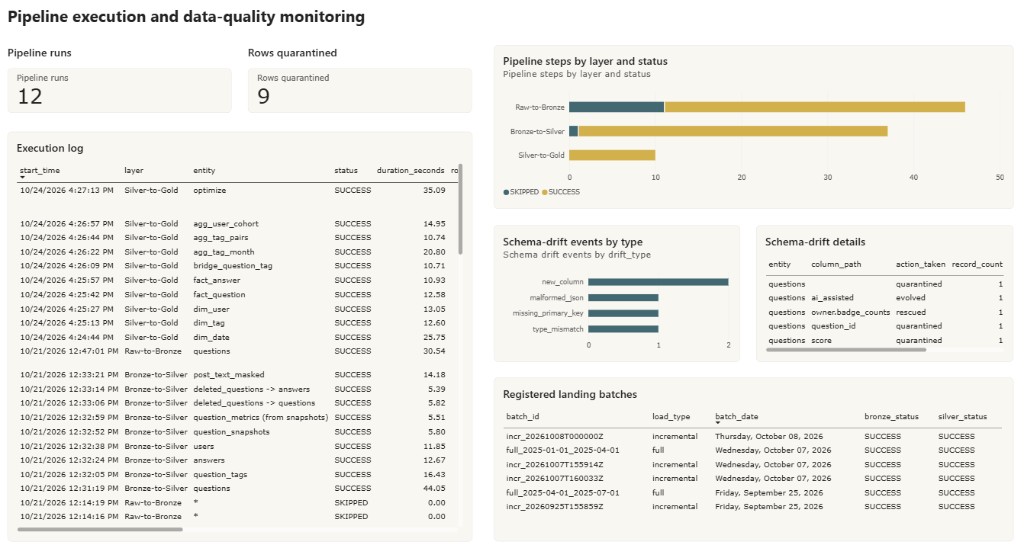 Pipeline execution and data-quality monitoring
Pipeline runs
Rows quarantined
Pipeline runs
12
Rows quarantined
9
Execution log
start_time layer entity status duration_seconds ro
10/24/2026 4:27:13 PM Silver-to-Gold optimize SUCCESS 35.09
10/24/2026 4:26:57 PM Silver-to-Gold agg_user_cohort SUCCESS 14.95
10/24/2026 4:26:44 PM Silver-to-Gold agg_tag_pairs SUCCESS 10.74
10/24/2026 4:26:22 PM Silver-to-Gold agg_tag_month SUCCESS 20.80
10/24/2026 4:26:09 PM Silver-to-Gold bridge_question_tag SUCCESS 10.71
10/24/2026 4:25:57 PM Silver-to-Gold fact_answer SUCCESS 10.93
10/24/2026 4:25:42 PM Silver-to-Gold fact_question SUCCESS 12.58
10/24/2026 4:25:27 PM Silver-to-Gold dim_user SUCCESS 13.05
10/24/2026 4:25:13 PM Silver-to-Gold dim_tag SUCCESS 12.60
10/24/2026 4:24:44 PM Silver-to-Gold dim_date SUCCESS 25.75
10/21/2026 12:47:01 PM Raw-to-Bronze questions SUCCESS 30.54
10/21/2026 12:33:21 PM Bronze-to-Silver post_text_masked SUCCESS 14.18
10/21/2026 12:33:14 PM Bronze-to-Silver deleted_questions -> answers SUCCESS 5.39
10/21/2026 12:33:06 PM Bronze-to-Silver deleted_questions -> questions SUCCESS 5.82
10/21/2026 12:32:59 PM Bronze-to-Silver question_metrics (from snapshots) SUCCESS 5.51
10/21/2026 12:32:52 PM Bronze-to-Silver question_snapshots SUCCESS 5.80
10/21/2026 12:32:38 PM Bronze-to-Silver users SUCCESS 11.85
10/21/2026 12:32:24 PM Bronze-to-Silver answers SUCCESS 12.67
10/21/2026 12:32:05 PM Bronze-to-Silver question_tags SUCCESS 16.43
10/21/2026 12:31:19 PM Bronze-to-Silver questions SUCCESS 44.05
10/21/2026 12:14:19 PM Raw-to-Bronze * SKIPPED 0.00
10/21/2026 12:14:16 PM Raw-to-Bronze * SKIPPED 0.00
Pipeline steps by layer and status
Pipeline steps by layer and status
Raw-to-Bronze
Bronze-to-Silver
Silver-to-Gold
0 10 20 30 40 50
SKIPPED SUCCESS
Schema-drift events by type
Schema drift events by drift_type
new_column
malformed_json
missing_primary_key
type_mismatch
0 1 2
Schema-drift details
entity column_path action_taken record_count
questions quarantined 1
questions ai_assisted evolved 1
questions owner.badge_counts rescued 1
questions question_id quarantined 1
questions score quarantined 1
Registered landing batches
batch_id load_type batch_date bronze_status silver_status
incr_20261008T000000Z incremental Thursday, October 08, 2026 SUCCESS SUCCESS
full_2025-01-01_2025-04-01 full Wednesday, October 07, 2026 SUCCESS SUCCESS
incr_20261007T155914Z incremental Wednesday, October 07, 2026 SUCCESS SUCCESS
incr_20261007T160033Z incremental Wednesday, October 07, 2026 SUCCESS SUCCESS
full_2025-04-01_2025-07-01 full Friday, September 25, 2026 SUCCESS SUCCESS
incr_20260925T155859Z incremental Friday, September 25, 2026 SUCCESS SUCCESS